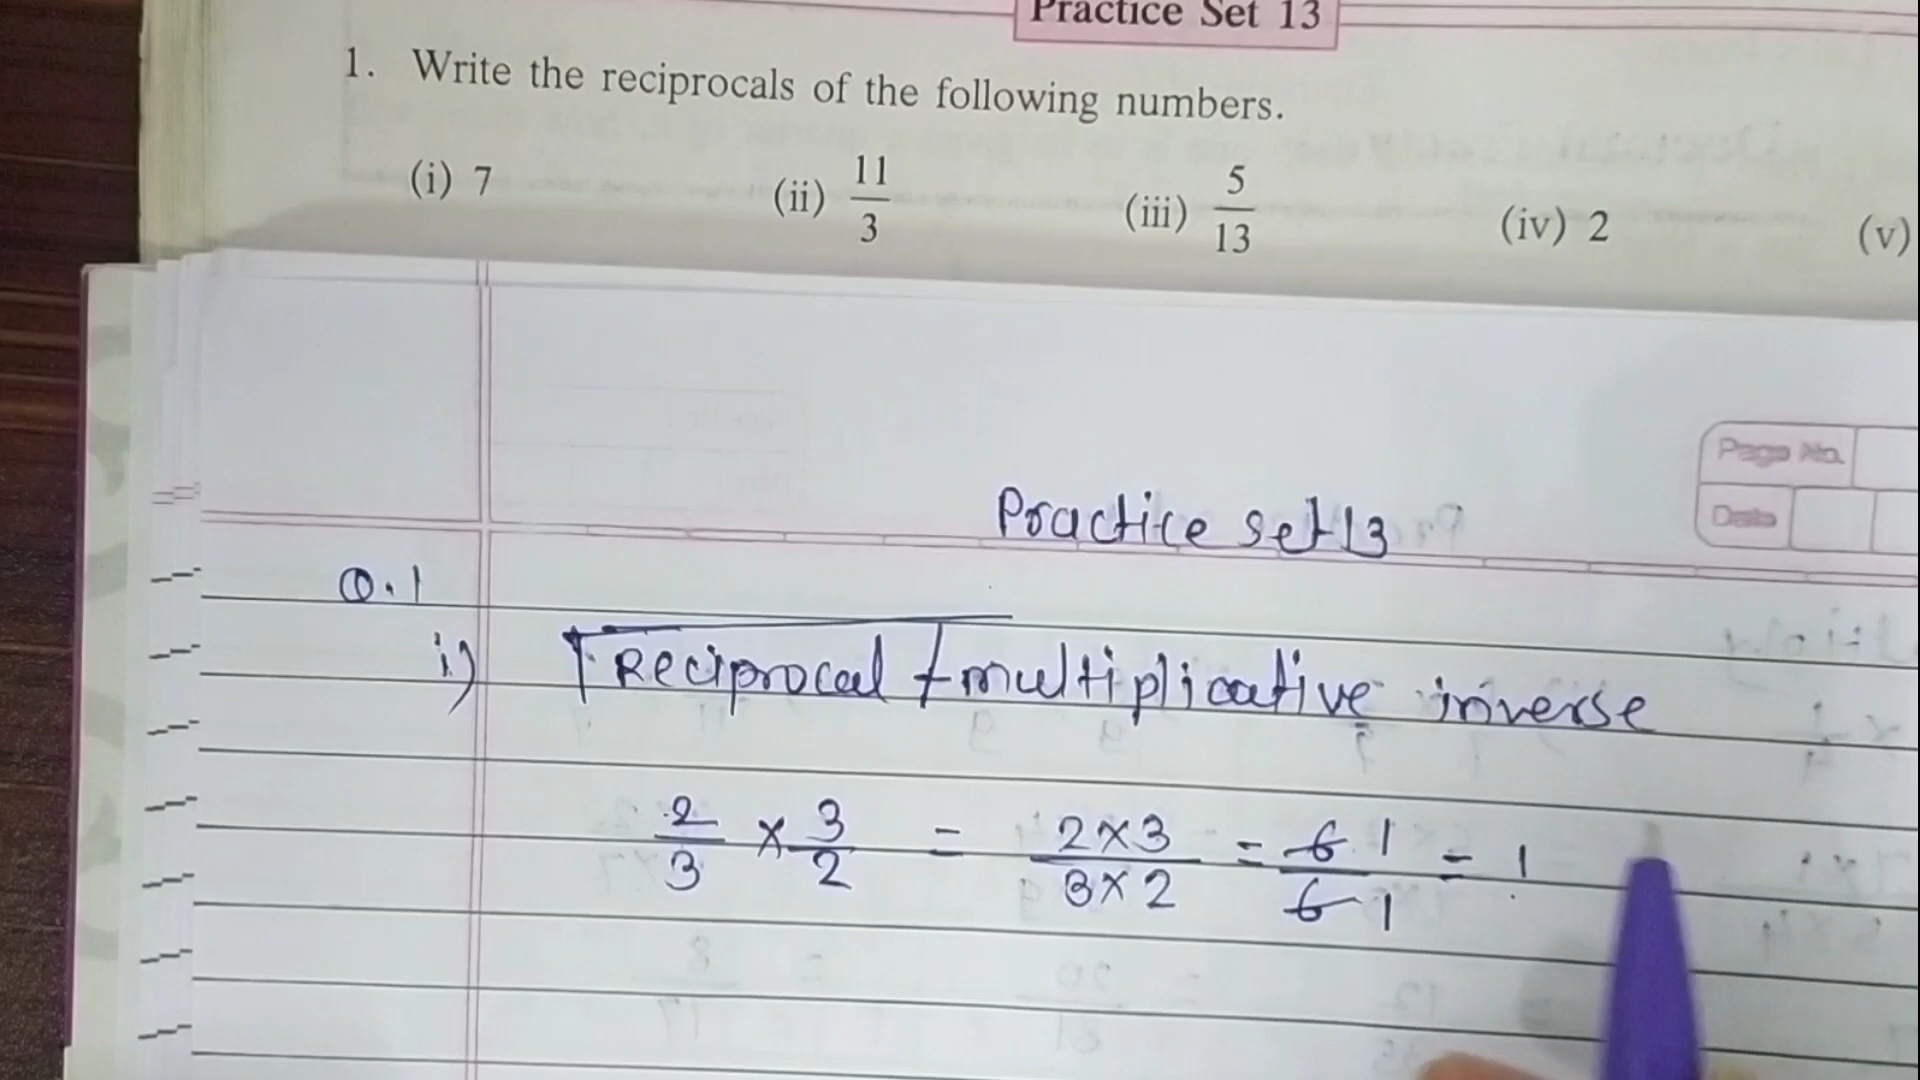 Practice Set 13
1. Write the reciprocals of the following numbers.
(i) 7 (ii) 11/3 (iii) 5/13 (iv) 2 (v)
Page No.
Date
Practice set 13
Q.1
i) Reciprocal / multiplicative inverse
2/3 × 3/2 = 2×3/3×2 = 6 1/6 1 = 1